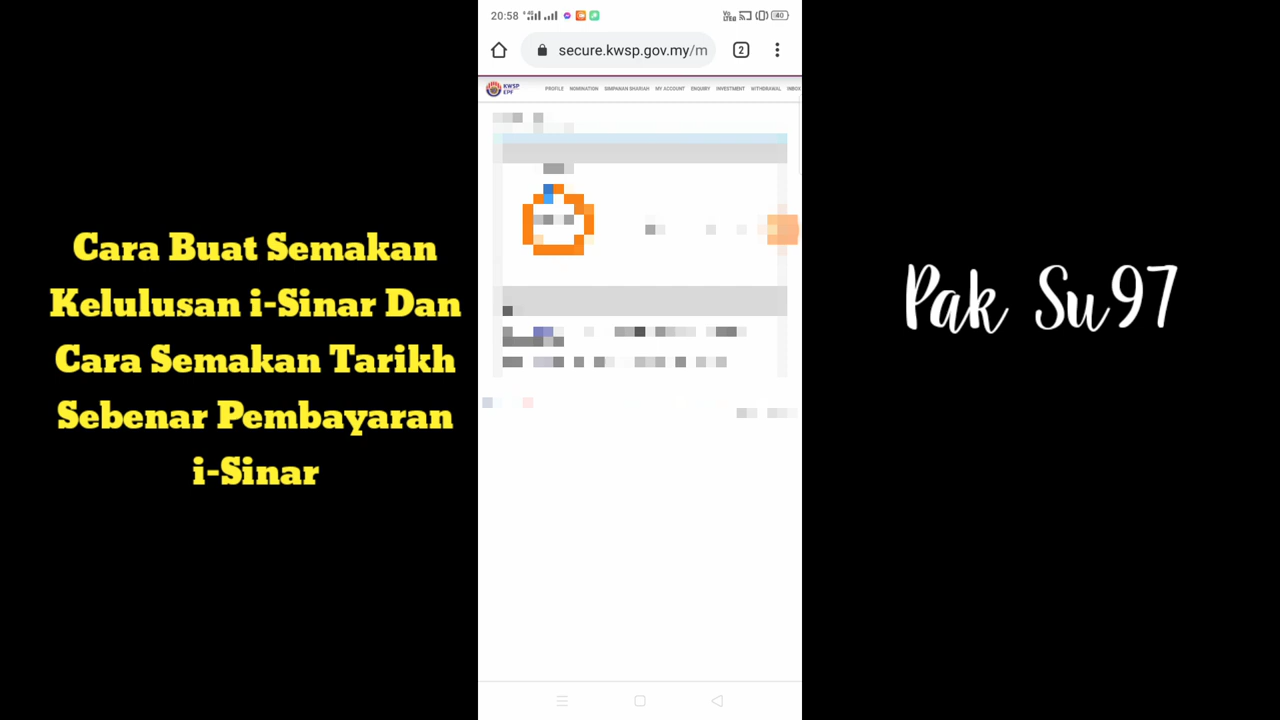 Cara Buat Semakan
Kelulusan i-Sinar Dan
Cara Semakan Tarikh
Sebenar Pembayaran
i-Sinar
20:58
40
secure.kwsp.gov.my/m
2
KWSP
EPF
PROFILE NOMINATION SIMPANAN SHARIAH MY ACCOUNT ENQUIRY INVESTMENT WITHDRAWAL INBOX
Pak Su97